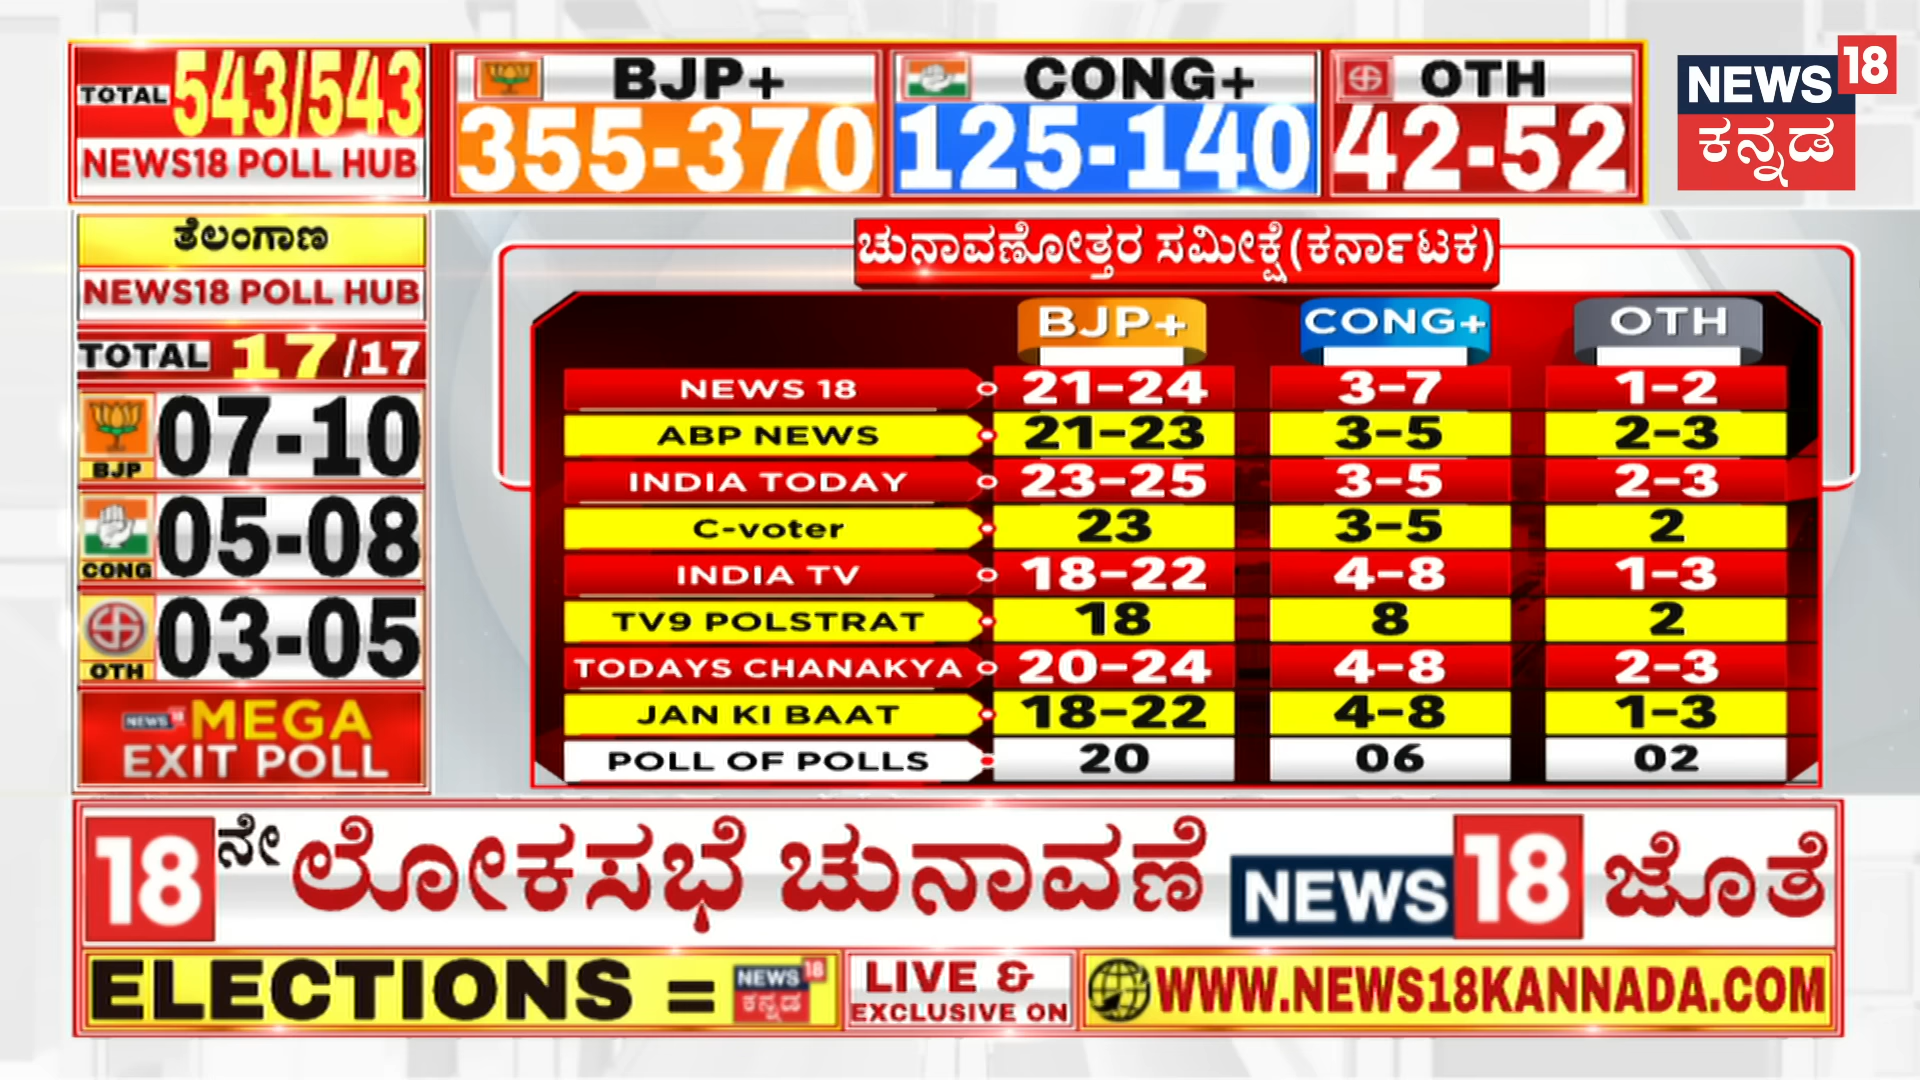 TOTAL 543/543
NEWS18 POLL HUB
BJP+
355-370
CONG+
125-140
OTH
42-52
NEWS 18
ಕನ್ನಡ
ತೆಲಂಗಾಣ
NEWS18 POLL HUB
TOTAL 17/17
BJP 07-10
CONG 05-08
OTH 03-05
NEWS18 MEGA
EXIT POLL
ಚುನಾವಣೋತ್ತರ ಸಮೀಕ್ಷೆ(ಕರ್ನಾಟಕ)
BJP+ CONG+ OTH
NEWS 18 21-24 3-7 1-2
ABP NEWS 21-23 3-5 2-3
INDIA TODAY 23-25 3-5 2-3
C-voter 23 3-5 2
INDIA TV 18-22 4-8 1-3
TV9 POLSTRAT 18 8 2
TODAYS CHANAKYA 20-24 4-8 2-3
JAN KI BAAT 18-22 4-8 1-3
POLL OF POLLS 20 06 02
18ನೇ ಲೋಕಸಭೆ ಚುನಾವಣೆ NEWS18 ಜೊತೆ
ELECTIONS = NEWS18 ಕನ್ನಡ
LIVE &
EXCLUSIVE ON
WWW.NEWS18KANNADA.COM